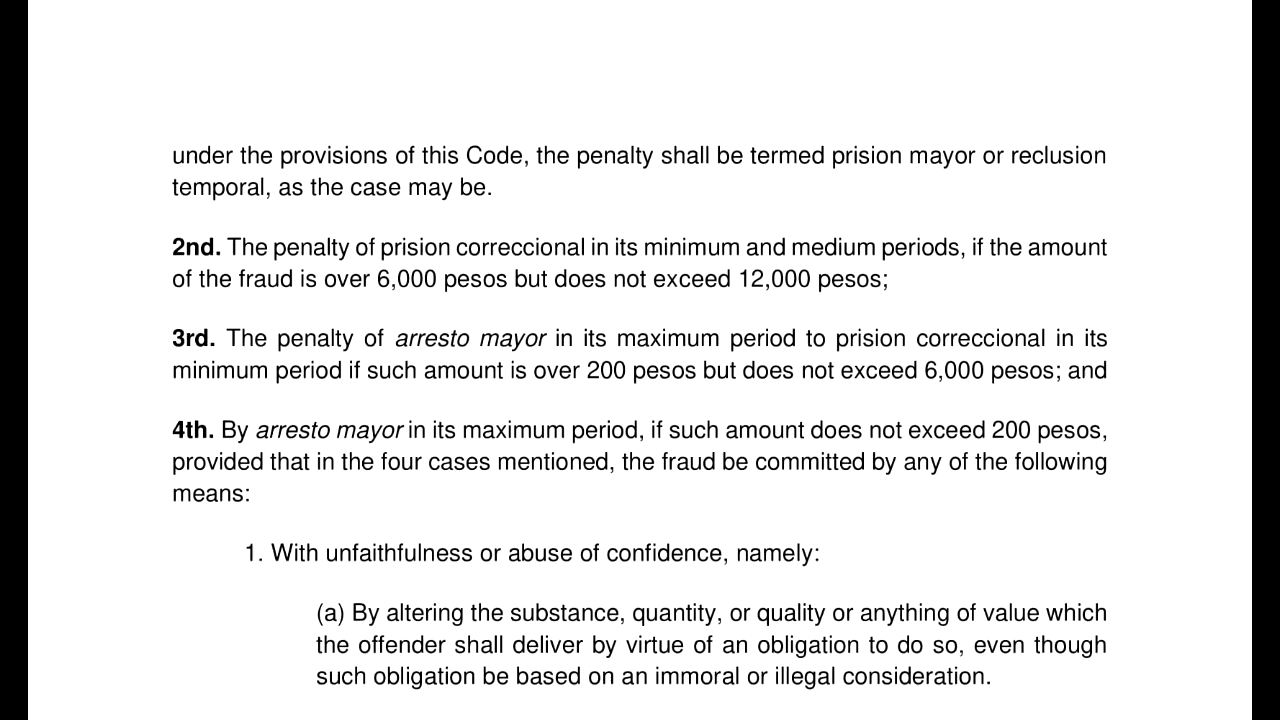 under the provisions of this Code, the penalty shall be termed prision mayor or reclusion
temporal, as the case may be.
2nd. The penalty of prision correccional in its minimum and medium periods, if the amount
of the fraud is over 6,000 pesos but does not exceed 12,000 pesos;
3rd. The penalty of arresto mayor in its maximum period to prision correccional in its
minimum period if such amount is over 200 pesos but does not exceed 6,000 pesos; and
4th. By arresto mayor in its maximum period, if such amount does not exceed 200 pesos,
provided that in the four cases mentioned, the fraud be committed by any of the following
means:
1. With unfaithfulness or abuse of confidence, namely:
(a) By altering the substance, quantity, or quality or anything of value which
the offender shall deliver by virtue of an obligation to do so, even though
such obligation be based on an immoral or illegal consideration.